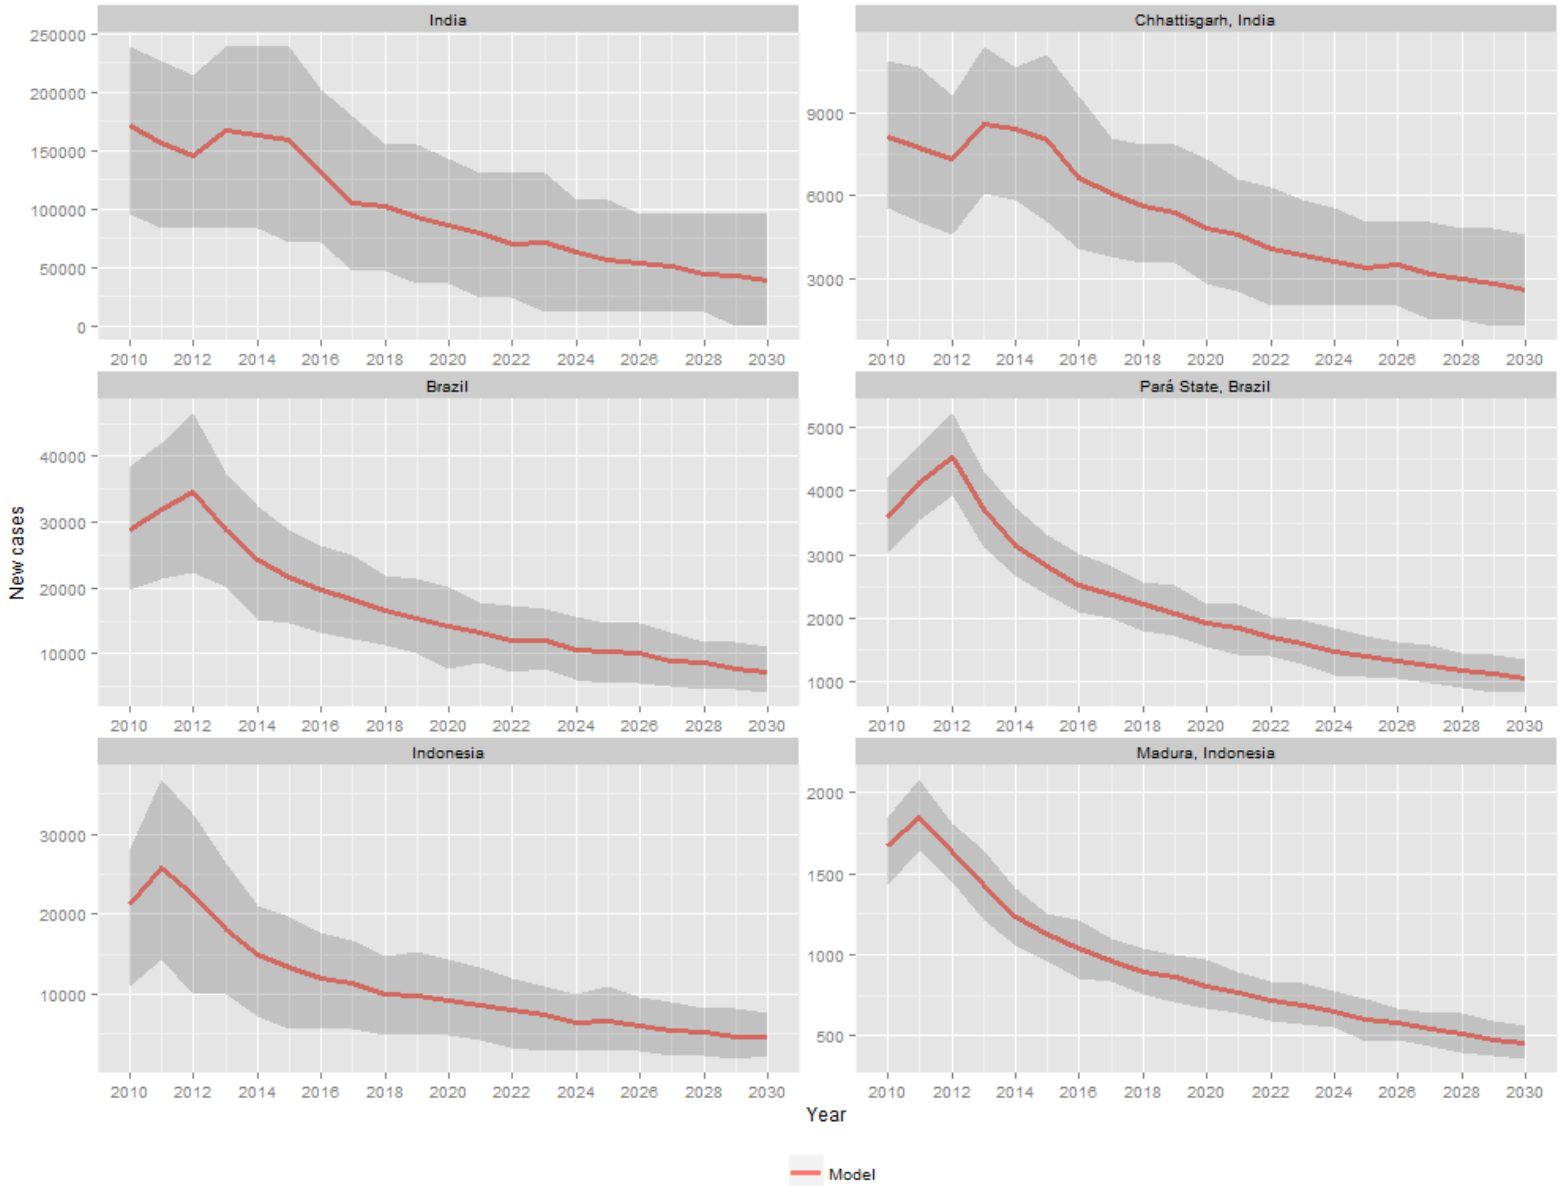 India
Chhattisgarh, India
250000
200000
150000
100000
50000
0
9000
6000
3000
2010 2012 2014 2016 2018 2020 2022 2024 2026 2028 2030
2010 2012 2014 2016 2018 2020 2022 2024 2026 2028 2030
Brazil
Pará State, Brazil
New cases
40000
30000
20000
10000
5000
4000
3000
2000
1000
2010 2012 2014 2016 2018 2020 2022 2024 2026 2028 2030
2010 2012 2014 2016 2018 2020 2022 2024 2026 2028 2030
Indonesia
Madura, Indonesia
30000
20000
10000
2000
1500
1000
500
2010 2012 2014 2016 2018 2020 2022 2024 2026 2028 2030
2010 2012 2014 2016 2018 2020 2022 2024 2026 2028 2030
Year
Model